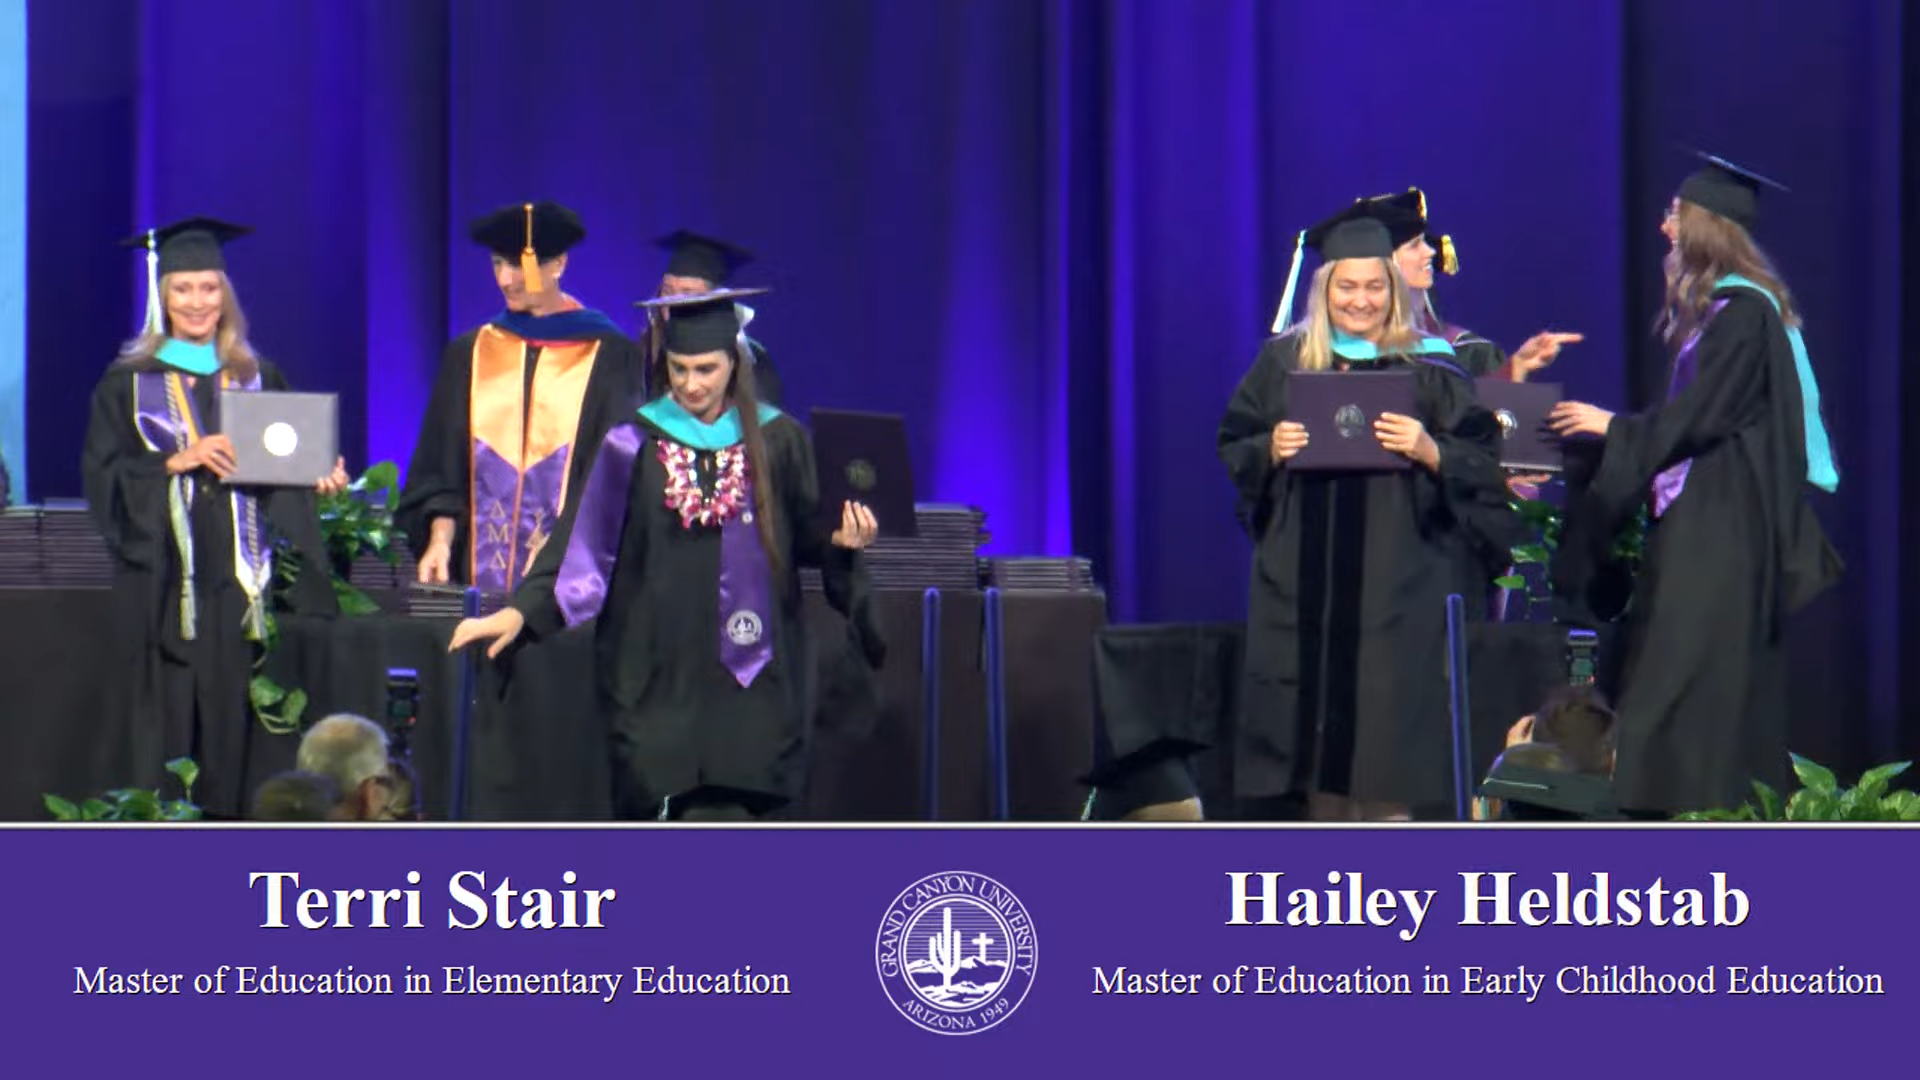 Δ
M
Δ
Terri Stair
Master of Education in Elementary Education
GRAND CANYON UNIVERSITY
ARIZONA 1949
Hailey Heldstab
Master of Education in Early Childhood Education